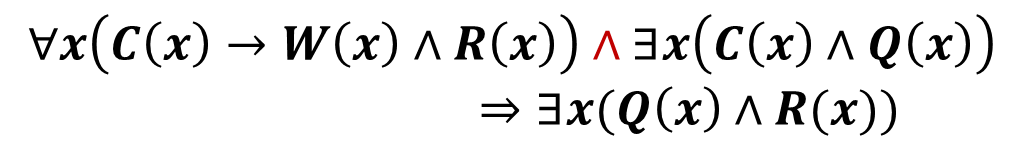 ∀x(C(x) → W(x) ∧ R(x)) ∧ ∃x(C(x) ∧ Q(x))
⇒ ∃x(Q(x) ∧ R(x))